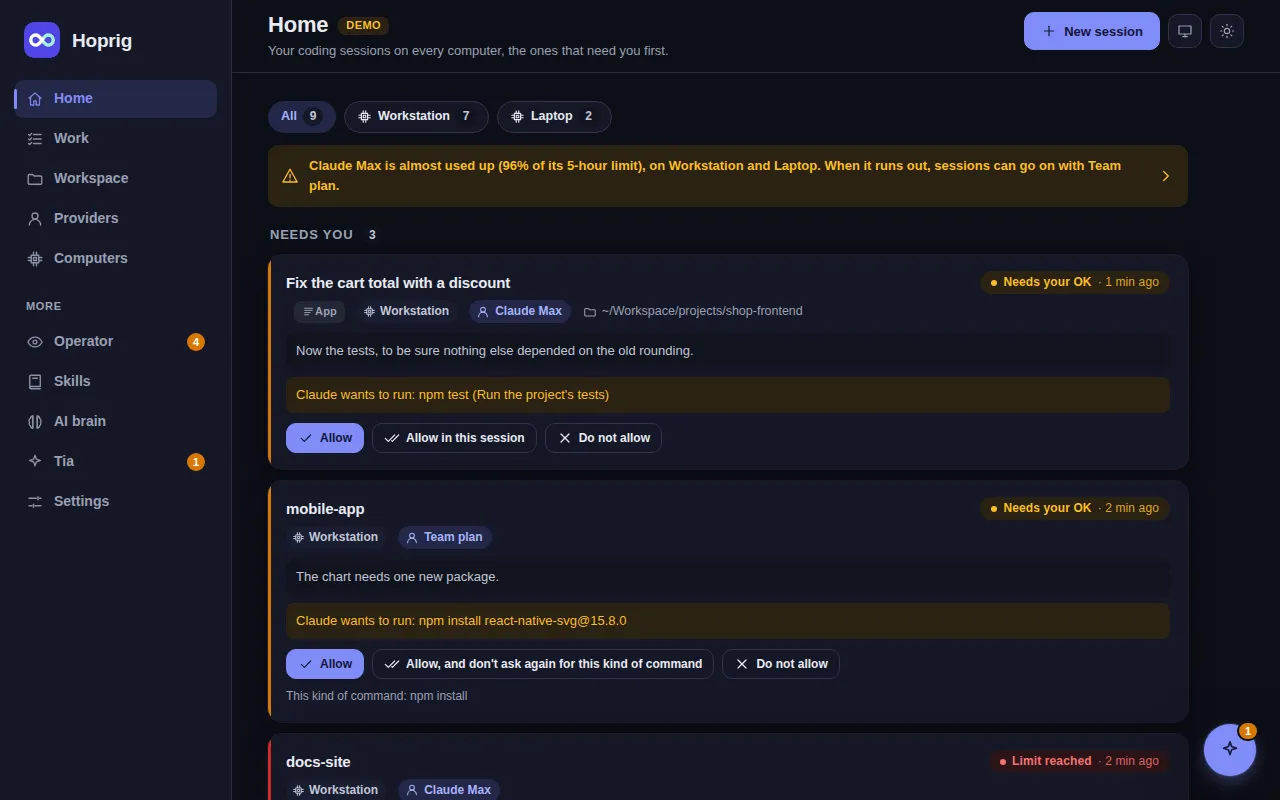 Hoprig
Home
Work
Workspace
Providers
Computers
MORE
Operator 4
Skills
AI brain
Tia 1
Settings
Home DEMO
Your coding sessions on every computer, the ones that need you first.
New session
All 9 Workstation 7 Laptop 2
Claude Max is almost used up (96% of its 5-hour limit), on Workstation and Laptop. When it runs out, sessions can go on with Team
plan.
NEEDS YOU 3
Fix the cart total with a discount Needs your OK · 1 min ago
App Workstation Claude Max ~/Workspace/projects/shop-frontend
Now the tests, to be sure nothing else depended on the old rounding.
Claude wants to run: npm test (Run the project's tests)
Allow Allow in this session Do not allow
mobile-app Needs your OK · 2 min ago
Workstation Team plan
The chart needs one new package.
Claude wants to run: npm install react-native-svg@15.8.0
Allow Allow, and don't ask again for this kind of command Do not allow
This kind of command: npm install
docs-site Limit reached · 2 min ago
Workstation Claude Max
1